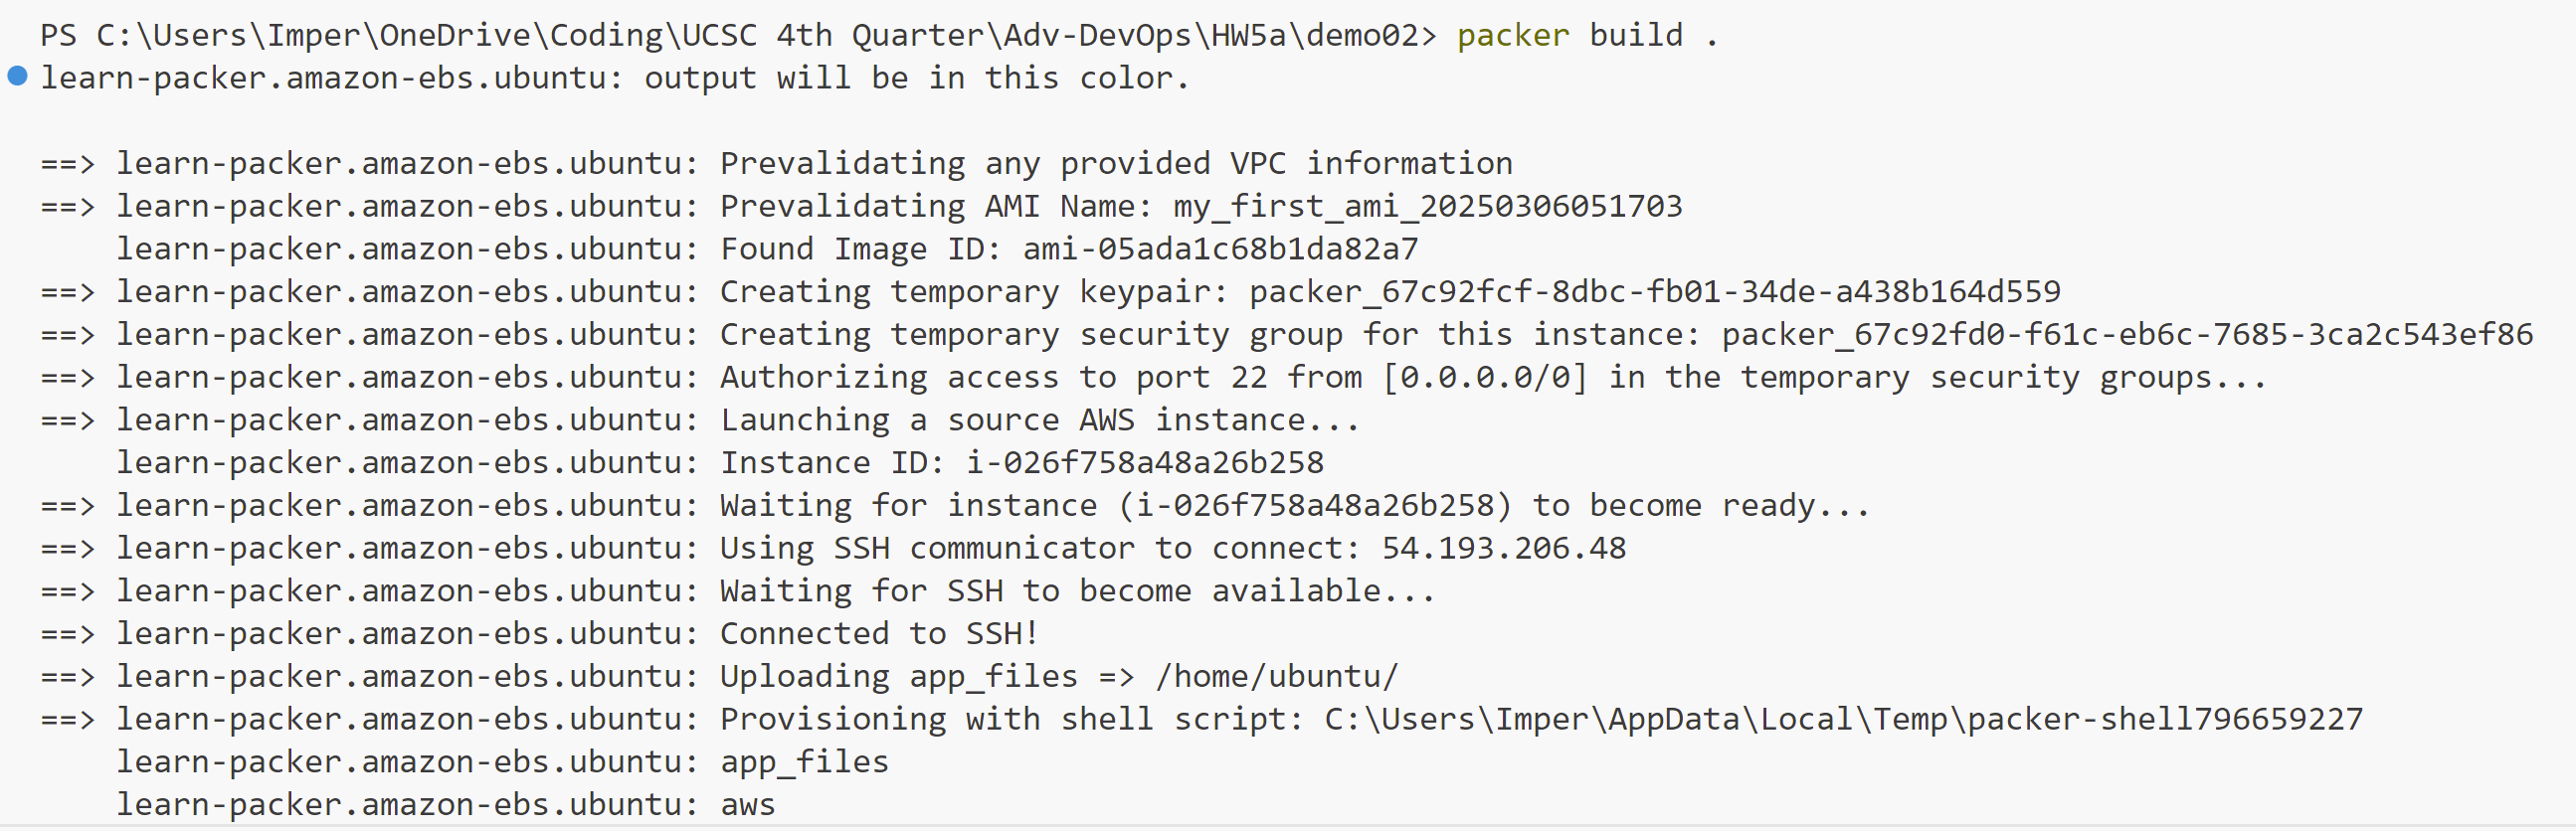 PS C:\Users\Imper\OneDrive\Coding\UCSC 4th Quarter\Adv-DevOps\HW5a\demo02> packer build .
learn-packer.amazon-ebs.ubuntu: output will be in this color.
==> learn-packer.amazon-ebs.ubuntu: Prevalidating any provided VPC information
==> learn-packer.amazon-ebs.ubuntu: Prevalidating AMI Name: my_first_ami_20250306051703
learn-packer.amazon-ebs.ubuntu: Found Image ID: ami-05ada1c68b1da82a7
==> learn-packer.amazon-ebs.ubuntu: Creating temporary keypair: packer_67c92fcf-8dbc-fb01-34de-a438b164d559
==> learn-packer.amazon-ebs.ubuntu: Creating temporary security group for this instance: packer_67c92fd0-f61c-eb6c-7685-3ca2c543ef86
==> learn-packer.amazon-ebs.ubuntu: Authorizing access to port 22 from [0.0.0.0/0] in the temporary security groups...
==> learn-packer.amazon-ebs.ubuntu: Launching a source AWS instance...
learn-packer.amazon-ebs.ubuntu: Instance ID: i-026f758a48a26b258
==> learn-packer.amazon-ebs.ubuntu: Waiting for instance (i-026f758a48a26b258) to become ready...
==> learn-packer.amazon-ebs.ubuntu: Using SSH communicator to connect: 54.193.206.48
==> learn-packer.amazon-ebs.ubuntu: Waiting for SSH to become available...
==> learn-packer.amazon-ebs.ubuntu: Connected to SSH!
==> learn-packer.amazon-ebs.ubuntu: Uploading app_files => /home/ubuntu/
==> learn-packer.amazon-ebs.ubuntu: Provisioning with shell script: C:\Users\Imper\AppData\Local\Temp\packer-shell796659227
learn-packer.amazon-ebs.ubuntu: app_files
learn-packer.amazon-ebs.ubuntu: aws